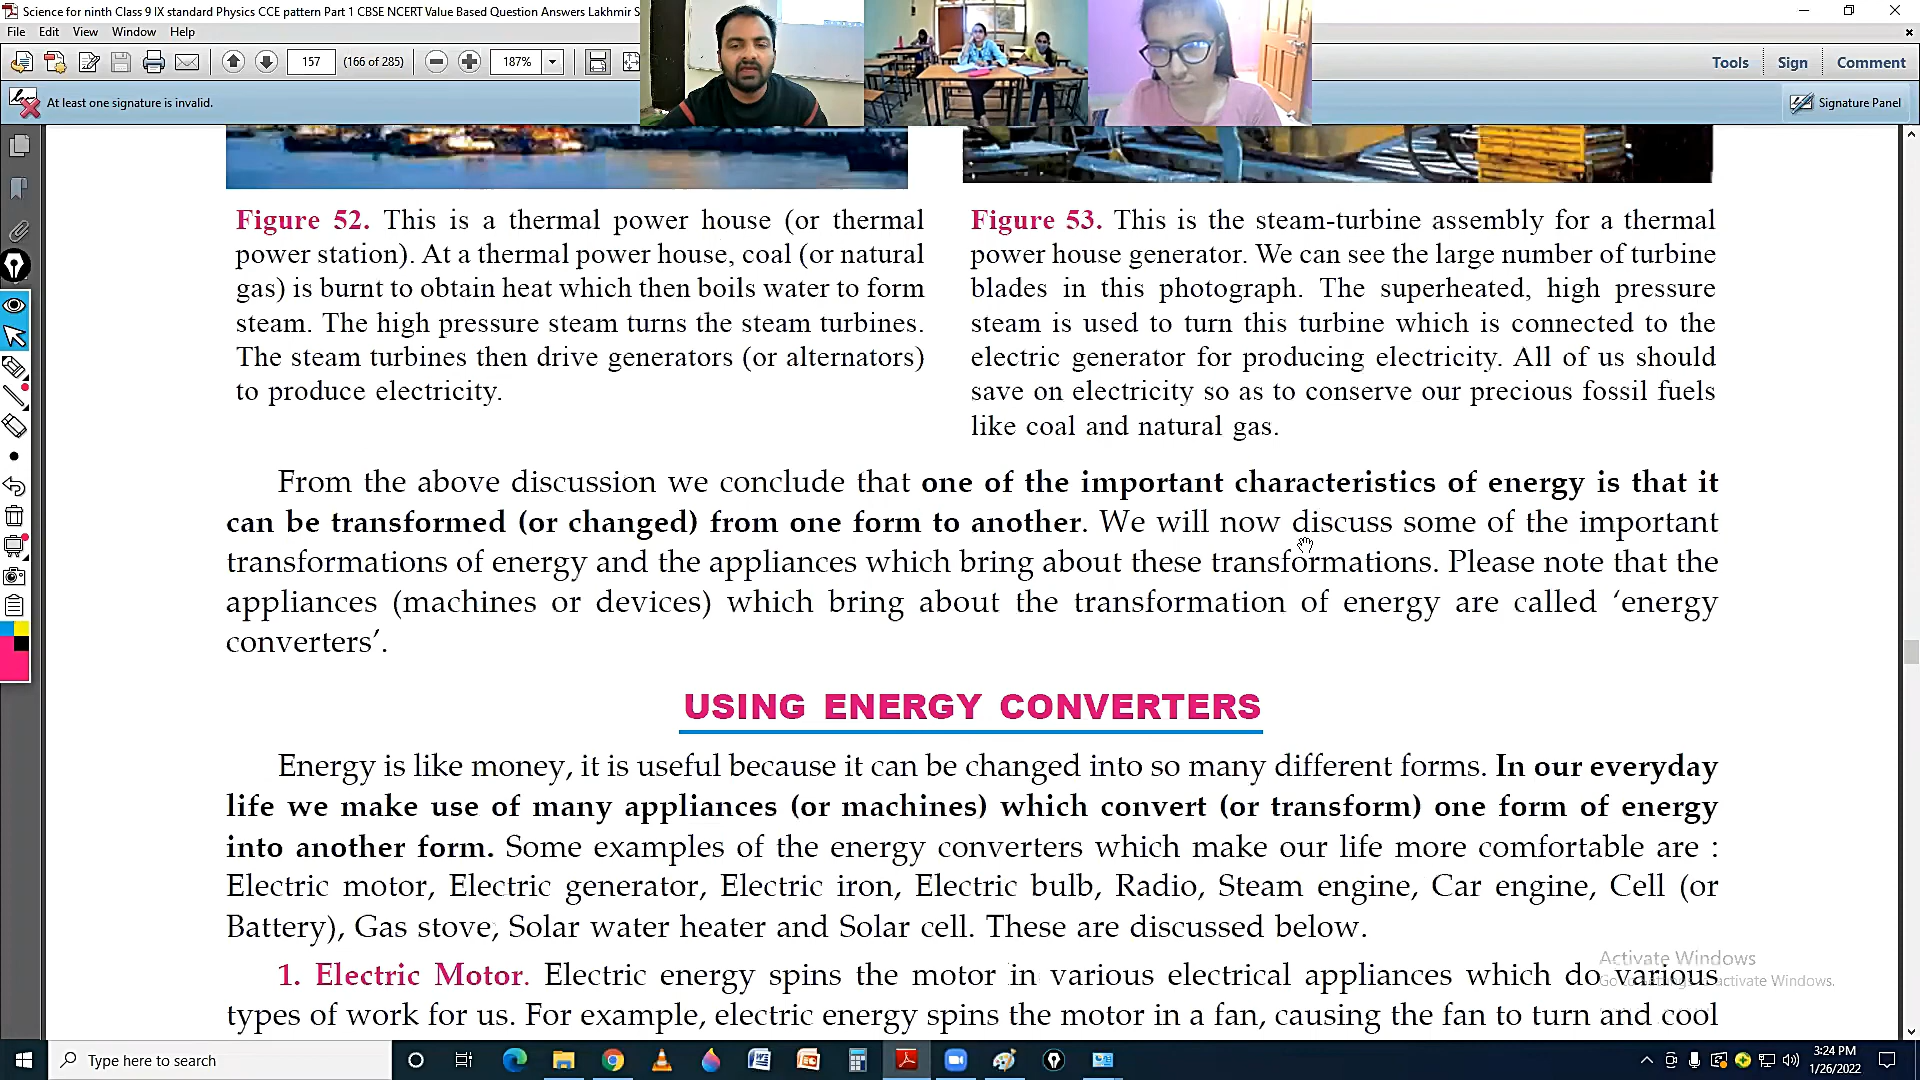 Science for ninth Class 9 IX standard Physics CCE pattern Part 1 CBSE NCERT Value Based Question Answers Lakhmir S
File Edit View Window Help
157 (166 of 285) 187% Tools Sign Comment
At least one signature is invalid. Signature Panel
Figure 52. This is a thermal power house (or thermal
power station). At a thermal power house, coal (or natural
gas) is burnt to obtain heat which then boils water to form
steam. The high pressure steam turns the steam turbines.
The steam turbines then drive generators (or alternators)
to produce electricity.
Figure 53. This is the steam-turbine assembly for a thermal
power house generator. We can see the large number of turbine
blades in this photograph. The superheated, high pressure
steam is used to turn this turbine which is connected to the
electric generator for producing electricity. All of us should
save on electricity so as to conserve our precious fossil fuels
like coal and natural gas.
From the above discussion we conclude that one of the important characteristics of energy is that it
can be transformed (or changed) from one form to another. We will now discuss some of the important
transformations of energy and the appliances which bring about these transformations. Please note that the
appliances (machines or devices) which bring about the transformation of energy are called ‘energy
converters’.
USING ENERGY CONVERTERS
Energy is like money, it is useful because it can be changed into so many different forms. In our everyday
life we make use of many appliances (or machines) which convert (or transform) one form of energy
into another form. Some examples of the energy converters which make our life more comfortable are :
Electric motor, Electric generator, Electric iron, Electric bulb, Radio, Steam engine, Car engine, Cell (or
Battery), Gas stove, Solar water heater and Solar cell. These are discussed below.
1. Electric Motor. Electric energy spins the motor in various electrical appliances which do various
types of work for us. For example, electric energy spins the motor in a fan, causing the fan to turn and cool
Activate Windows
Go to Settings to activate Windows.
Type here to search
3:24 PM
1/26/2022